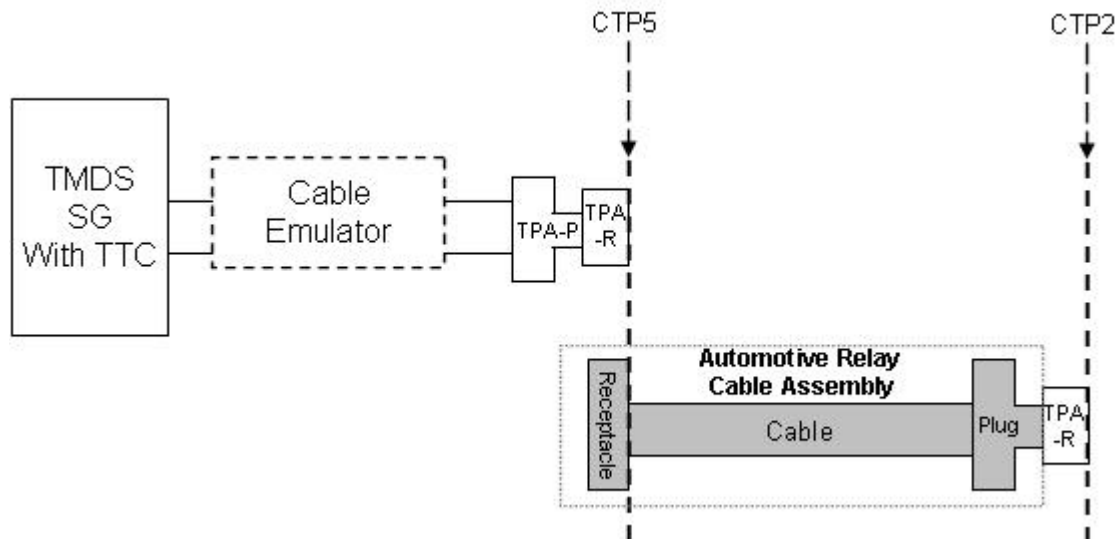 CTP5
CTP2
TMDS
SG
With TTC
Cable
Emulator
TPA-P
TPA
-R
Automotive Relay
Cable Assembly
Receptacle
Cable
Plug
TPA
-R